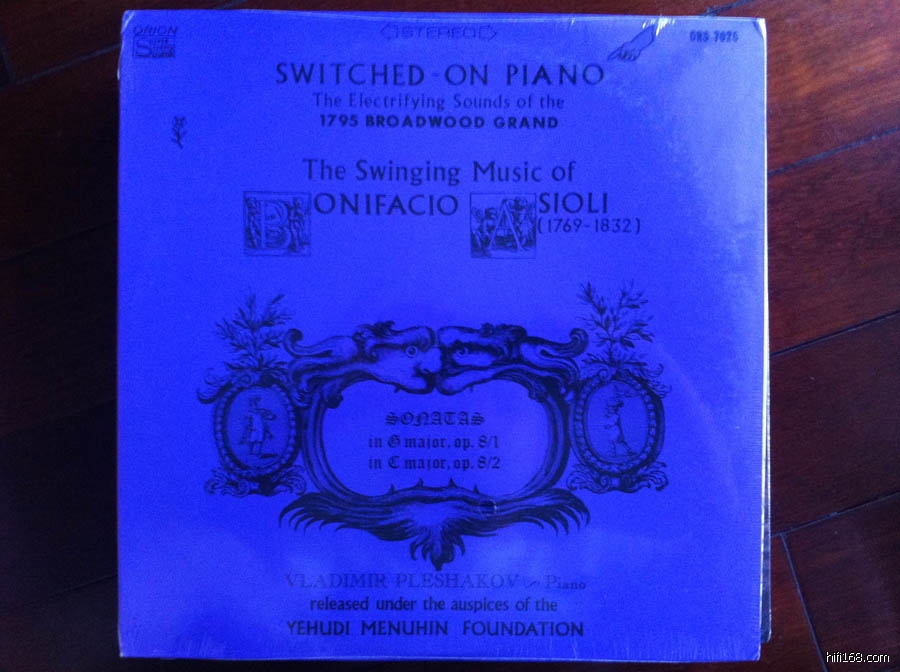 ORION
STEREO
ORS 7026
SWITCHED-ON PIANO
The Electrifying Sounds of the
1795 BROADWOOD GRAND
The Swinging Music of
BONIFACIO ASIOLI
(1769-1832)
SONATAS
in G major, op. 8/1
in C major, op. 8/2
VLADIMIR PLESHAKOV ~ Piano
released under the auspices of the
YEHUDI MENUHIN FOUNDATION
hifi168.com